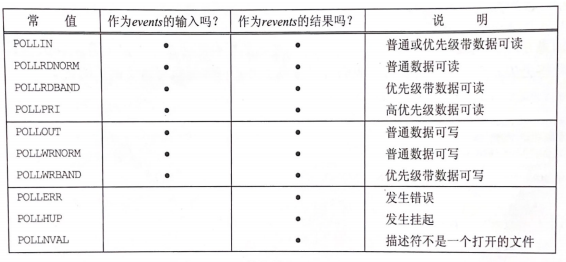 常 值 作为events的输入吗？ 作为revents的结果吗？ 说 明
POLLIN • • 普通或优先级带数据可读
POLLRDNORM • • 普通数据可读
POLLRDBAND • • 优先级带数据可读
POLLPRI • • 高优先级数据可读
POLLOUT • • 普通数据可写
POLLWRNORM • • 普通数据可写
POLLWRBAND • • 优先级带数据可写
POLLERR • 发生错误
POLLHUP • 发生挂起
POLLNVAL • 描述符不是一个打开的文件